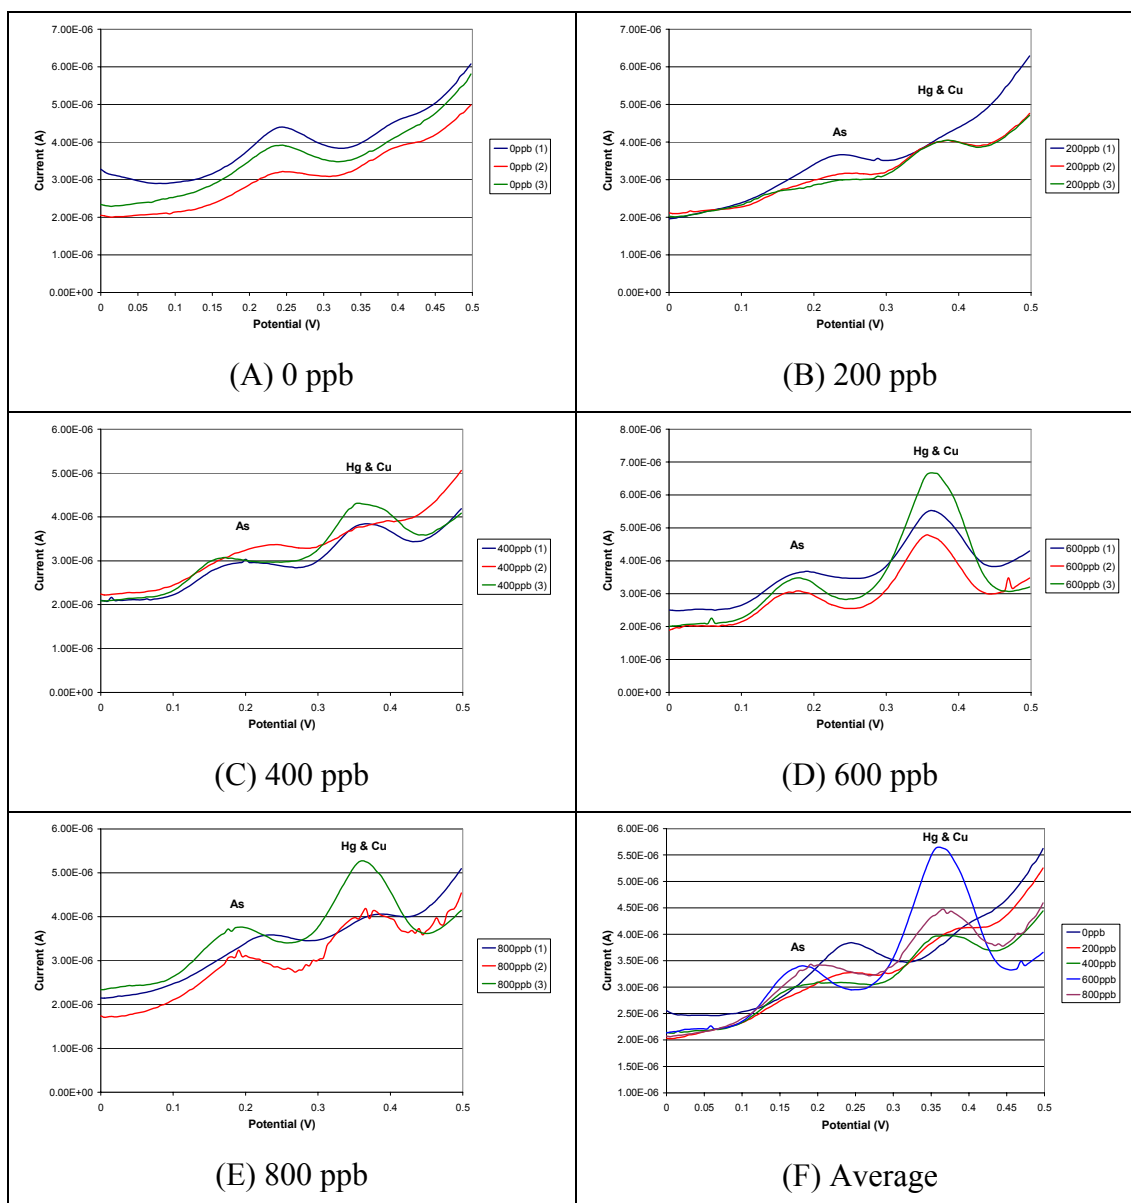 7.00E-06
6.00E-06
5.00E-06
4.00E-06
3.00E-06
2.00E-06
1.00E-06
0.00E+00
0 0.05 0.1 0.15 0.2 0.25 0.3 0.35 0.4 0.45 0.5
Current (A)
Potential (V)
0ppb (1)
0ppb (2)
0ppb (3)
(A) 0 ppb
7.00E-06
6.00E-06
5.00E-06
4.00E-06
3.00E-06
2.00E-06
1.00E-06
0.00E+00
0 0.1 0.2 0.3 0.4 0.5
Current (A)
Potential (V)
Hg & Cu
As
200ppb (1)
200ppb (2)
200ppb (3)
(B) 200 ppb
6.00E-06
5.00E-06
4.00E-06
3.00E-06
2.00E-06
1.00E-06
0.00E+00
0 0.1 0.2 0.3 0.4 0.5
Current (A)
Potential (V)
Hg & Cu
As
400ppb (1)
400ppb (2)
400ppb (3)
(C) 400 ppb
8.00E-06
7.00E-06
6.00E-06
5.00E-06
4.00E-06
3.00E-06
2.00E-06
1.00E-06
0.00E+00
0 0.1 0.2 0.3 0.4 0.5
Current (A)
Potential (V)
Hg & Cu
As
600ppb (1)
600ppb (2)
600ppb (3)
(D) 600 ppb
6.00E-06
5.00E-06
4.00E-06
3.00E-06
2.00E-06
1.00E-06
0.00E+00
0 0.1 0.2 0.3 0.4 0.5
Current (A)
Potential (V)
Hg & Cu
As
800ppb (1)
800ppb (2)
800ppb (3)
(E) 800 ppb
6.00E-06
5.50E-06
5.00E-06
4.50E-06
4.00E-06
3.50E-06
3.00E-06
2.50E-06
2.00E-06
1.50E-06
1.00E-06
0 0.05 0.1 0.15 0.2 0.25 0.3 0.35 0.4 0.45 0.5
Current (A)
Potential (V)
Hg & Cu
As
0ppb
200ppb
400ppb
600ppb
800ppb
(F) Average